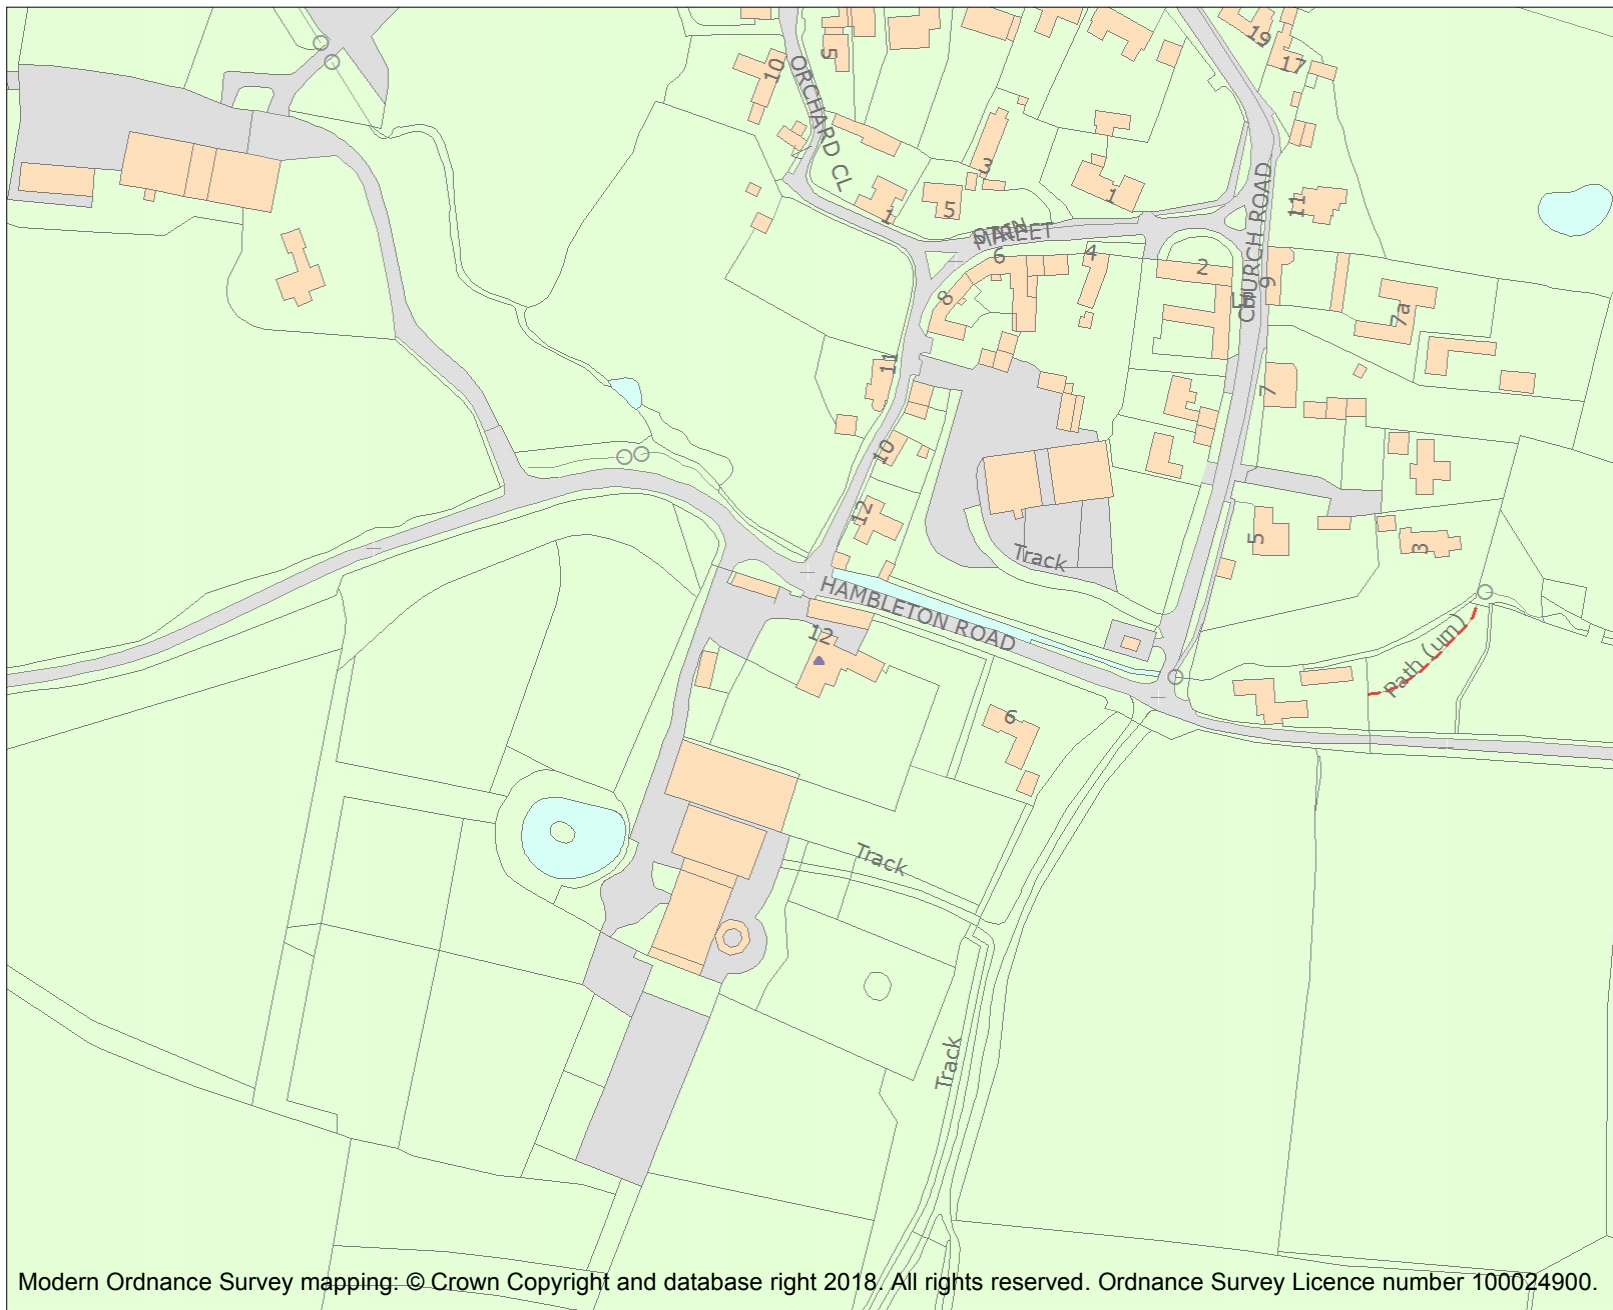 19
17
5
10
ORCHARD CL
3
1
11
5
1
MAIN
STREET
CHURCH ROAD
6
4
2
9
8
7a
11
7
10
12
5
3
Track
HAMBLETON ROAD
12
Path (um)
6
Track
Track
Modern Ordnance Survey mapping: © Crown Copyright and database right 2018. All rights reserved. Ordnance Survey Licence number 100024900.